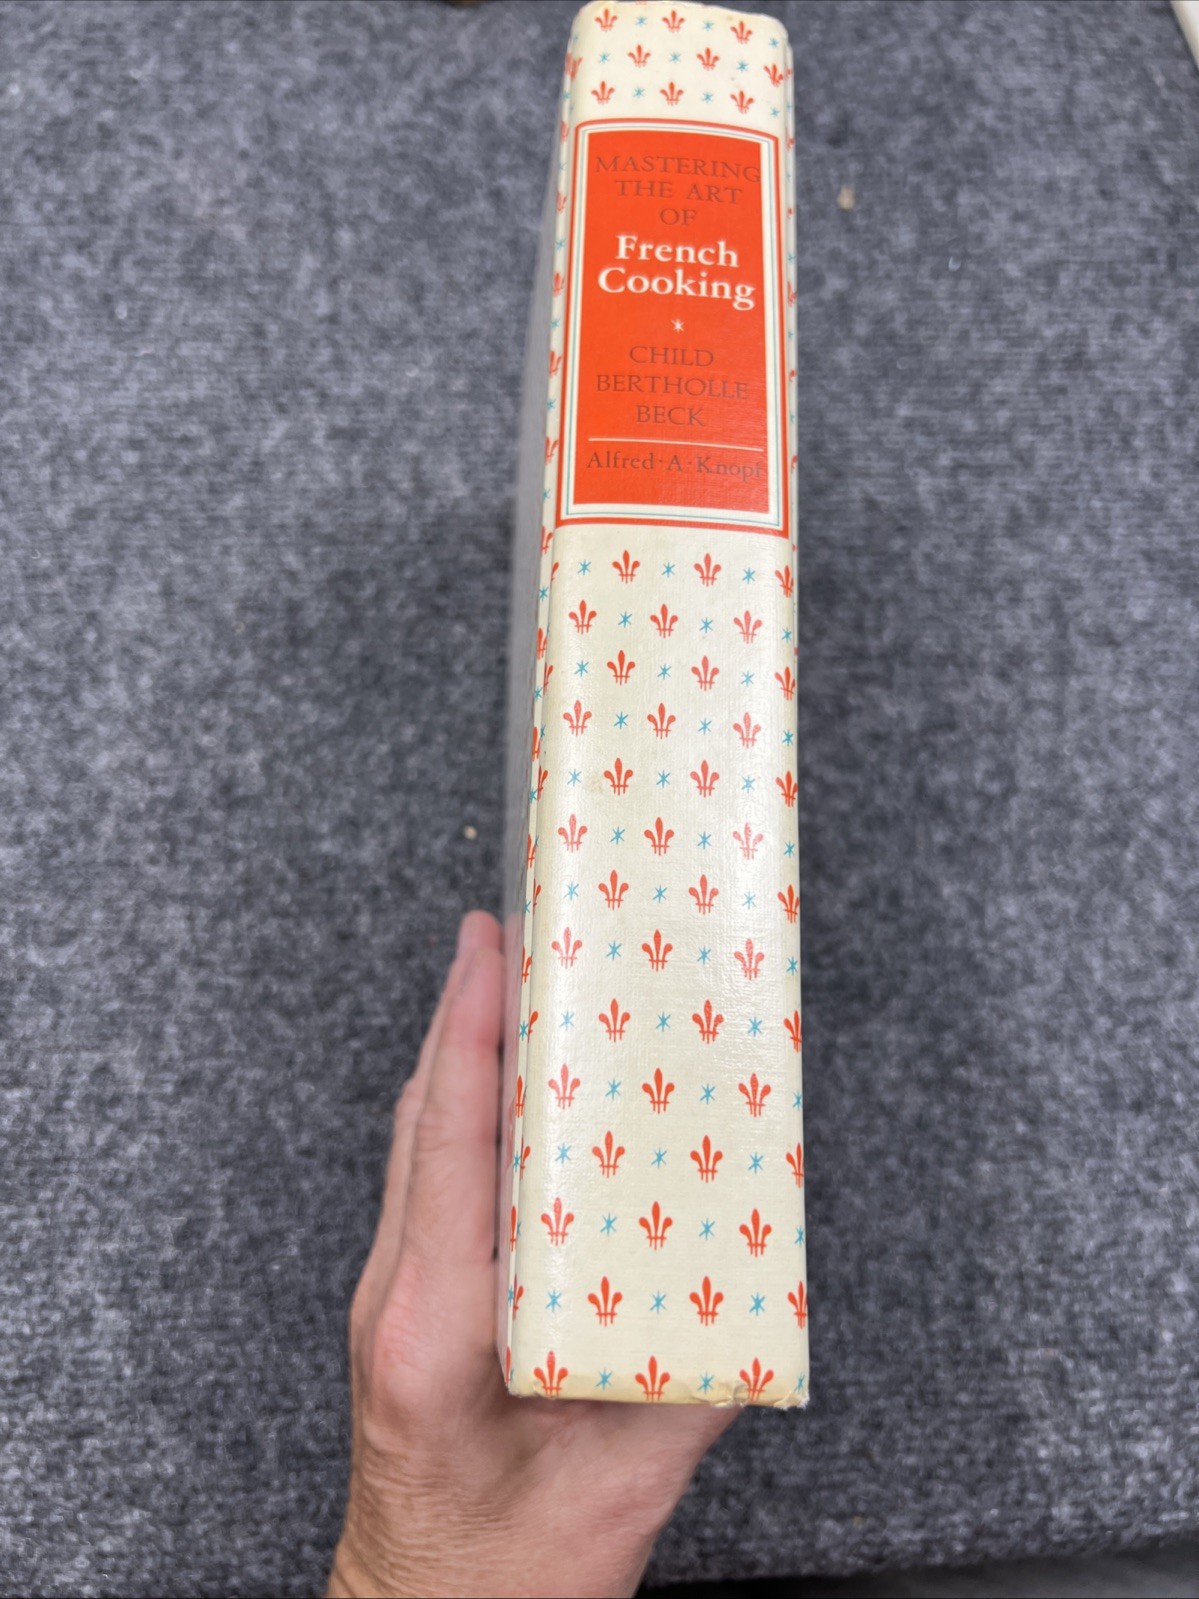 MASTERING
THE ART
OF
French
Cooking
CHILD
BERTHOLLE
BECK
Alfred · A · Knopf